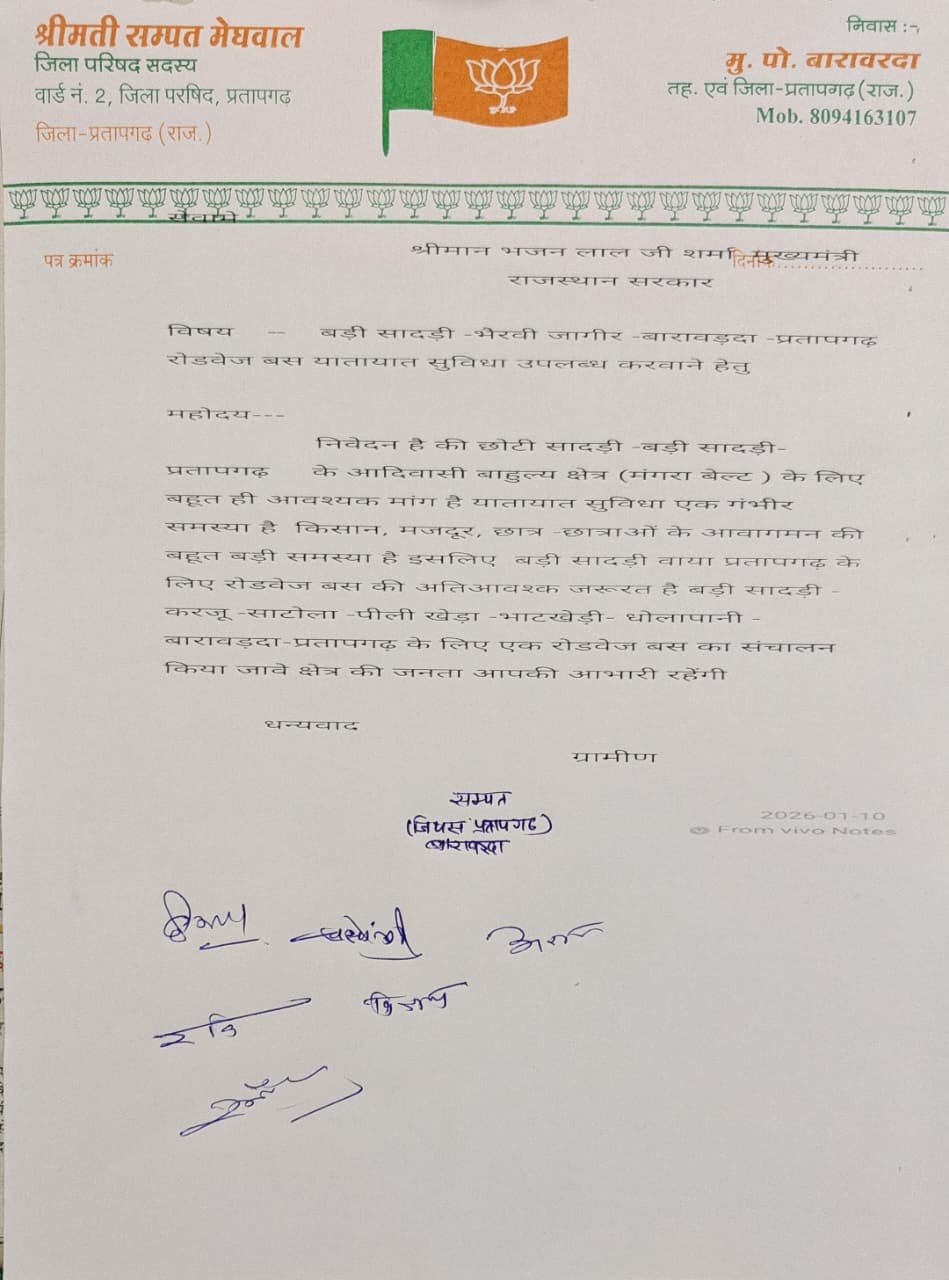 श्रीमती सम्पत मेघवाल
जिला परिषद सदस्य
वार्ड नं. 2, जिला परषिद, प्रतापगढ़
जिला-प्रतापगढ़ (राज.)
निवास :-
मु. पो. बारावरदा
तह. एवं जिला-प्रतापगढ़ (राज.)
Mob. 8094163107
सेवामे
पत्र क्रमांक
दिनांक
श्रीमान भजन लाल जी शर्मा मुख्यमंत्री
राजस्थान सरकार
विषय – बड़ी सादड़ी -भैरवी जागीर -बारावड़दा -प्रतापगढ़
रोडवेज बस यातायात सुविधा उपलब्ध करवाने हेतु
महोदय---
निवेदन है की छोटी सादड़ी -बड़ी सादड़ी-
प्रतापगढ़ के आदिवासी बाहुल्य क्षेत्र (मंगरा बेल्ट ) के लिए
बहूत ही आवश्यक मांग है यातायात सुविधा एक गंभीर
समस्या है किसान, मजदूर, छात्र -छात्राओं के आवागमन की
बहूत बड़ी समस्या है इसलिए बड़ी सादड़ी वाया प्रतापगढ़ के
लिए रोडवेज बस की अतिआवश्क जरूरत है बड़ी सादड़ी -
करजू -साटोला -पीली खेड़ा -भाटखेड़ी- धोलापानी -
बारावड़दा-प्रतापगढ़ के लिए एक रोडवेज बस का संचालन
किया जावे क्षेत्र की जनता आपकी आभारी रहेंगी
धन्यवाद
ग्रामीण
सम्पत
(जिपस प्रतापगढ)
बारावरदा
2026-01-10
From vivo Notes
रवि
विजय